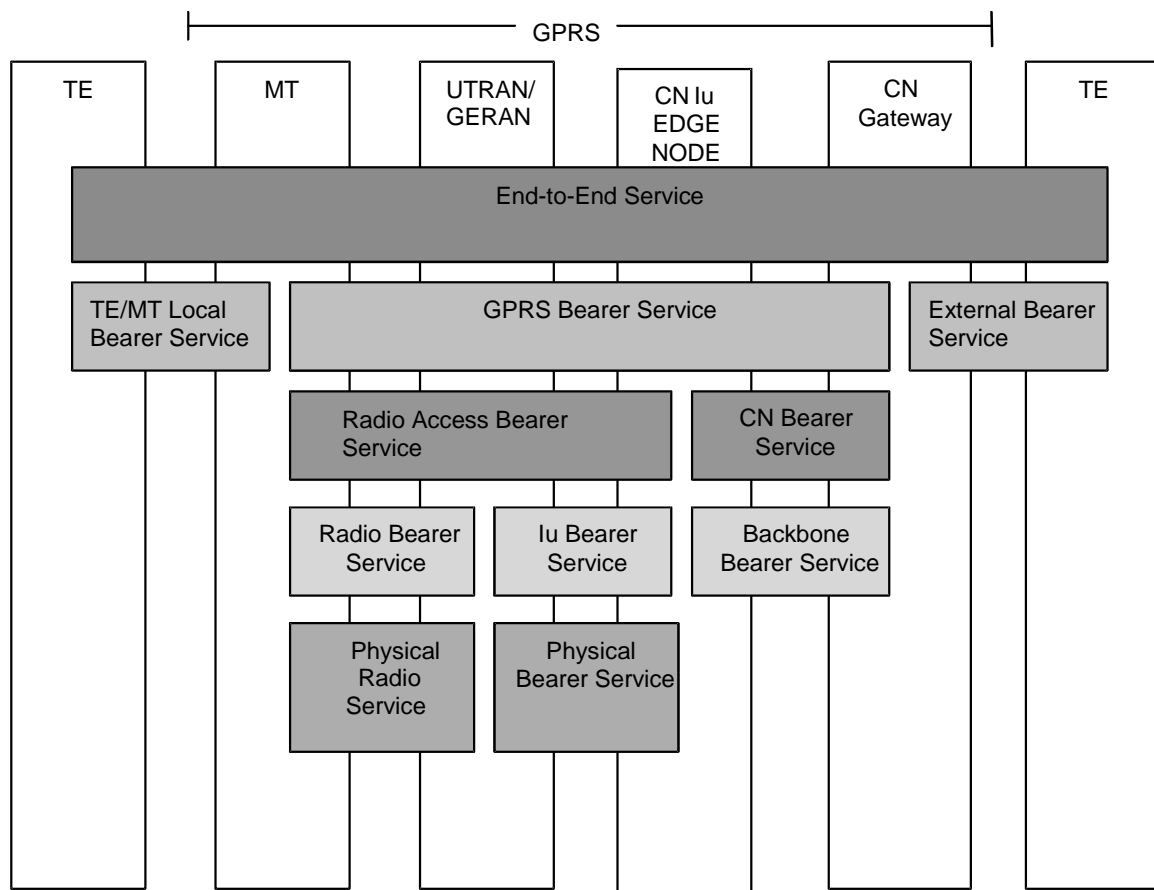 GPRS
TE
MT
UTRAN/
GERAN
CN Iu
EDGE
NODE
CN
Gateway
TE
End-to-End Service
TE/MT Local
Bearer Service
GPRS Bearer Service
External Bearer
Service
Radio Access Bearer
Service
CN Bearer
Service
Radio Bearer
Service
Iu Bearer
Service
Backbone
Bearer Service
Physical
Radio
Service
Physical
Bearer Service